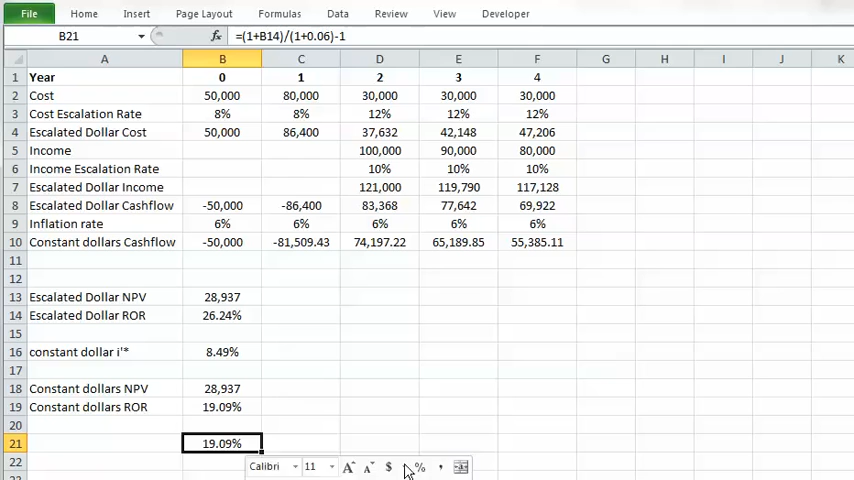 File Home Insert Page Layout Formulas Data Review View Developer
B21 fx =(1+B14)/(1+0.06)-1
A B C D E F G H I J K
1 Year 0 1 2 3 4
2 Cost 50,000 80,000 30,000 30,000 30,000
3 Cost Escalation Rate 8% 8% 12% 12% 12%
4 Escalated Dollar Cost 50,000 86,400 37,632 42,148 47,206
5 Income 100,000 90,000 80,000
6 Income Escalation Rate 10% 10% 10%
7 Escalated Dollar Income 121,000 119,790 117,128
8 Escalated Dollar Cashflow -50,000 -86,400 83,368 77,642 69,922
9 Inflation rate 6% 6% 6% 6% 6%
10 Constant dollars Cashflow -50,000 -81,509.43 74,197.22 65,189.85 55,385.11
11
12
13 Escalated Dollar NPV 28,937
14 Escalated Dollar ROR 26.24%
15
16 constant dollar i'* 8.49%
17
18 Constant dollars NPV 28,937
19 Constant dollars ROR 19.09%
20
21 19.09%
22
Calibri 11 A A $ % ,